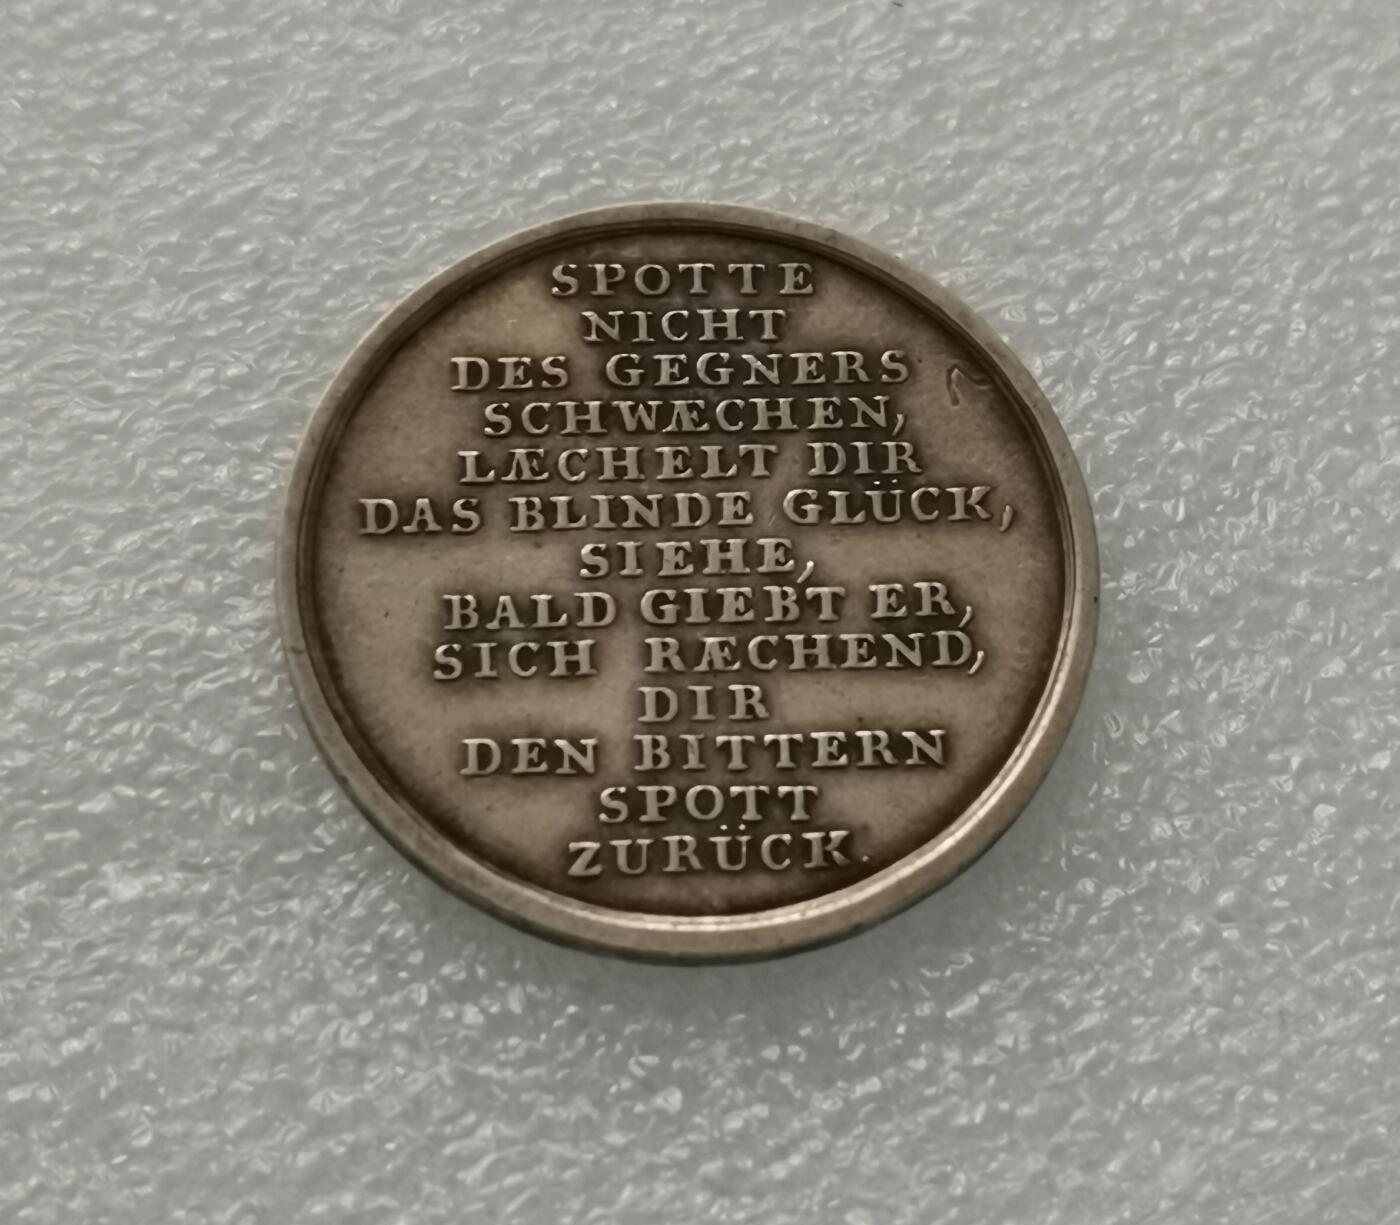 SPOTTE
NICHT
DES GEGNERS
SCHWÆCHEN,
LÆCHELT DIR
DAS BLINDE GLÜCK,
SIEHE,
BALD GIEBT ER,
SICH RÆCHEND,
DIR
DEN BITTERN
SPOTT
ZURÜCK.